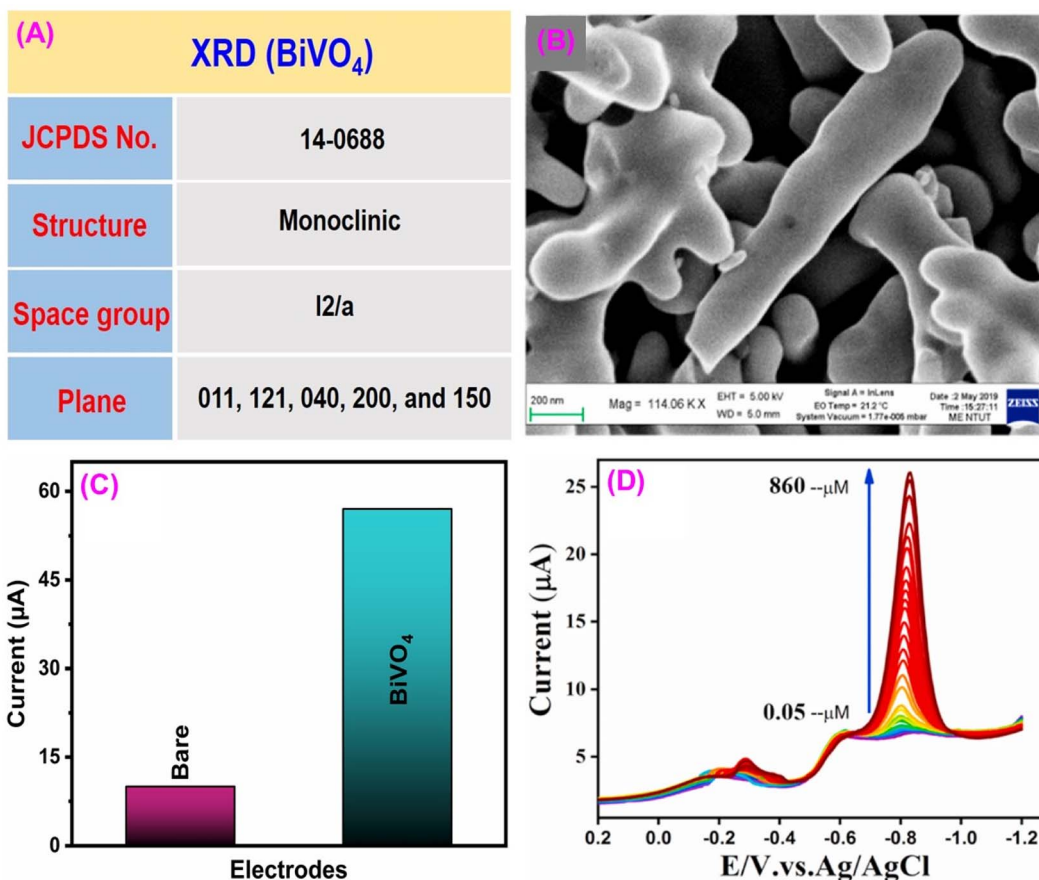 (A)
XRD (BiVO₄)
JCPDS No.
14-0688
Structure
Monoclinic
Space group
I2/a
Plane
011, 121, 040, 200, and 150
(B)
200 nm
Mag = 114.06 K X
EHT = 5.00 kV
WD = 5.0 mm
Signal A = InLens
EO Temp = 21.2 °C
System Vacuum = 1.77e-005 mbar
Date :2 May 2019
Time :15:27:11
ME NTUT
ZEISS
(C)
Current (µA)
60
45
30
15
0
Bare
BiVO₄
Electrodes
(D)
Current (µA)
25
20
15
10
5
860 --µM
0.05 --µM
0.2 0.0 -0.2 -0.4 -0.6 -0.8 -1.0 -1.2
E/V.vs.Ag/AgCl